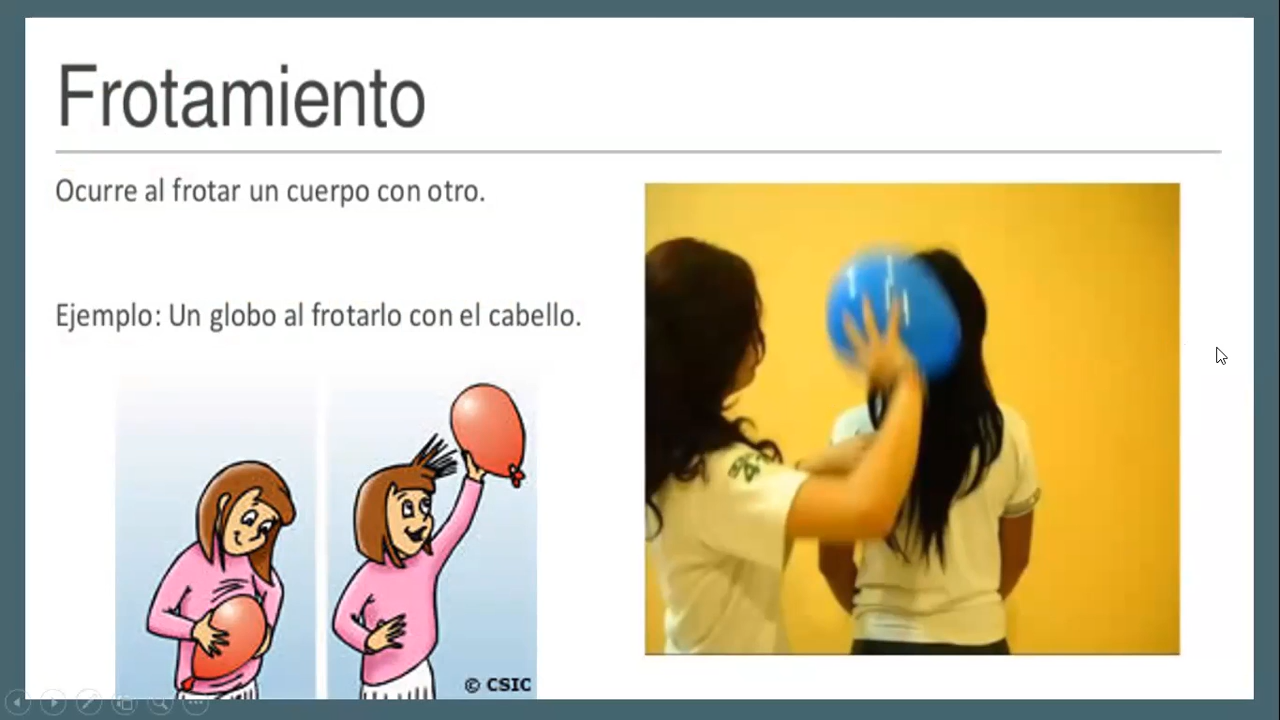 Frotamiento
Ocurre al frotar un cuerpo con otro.
Ejemplo: Un globo al frotarlo con el cabello.
© CSIC